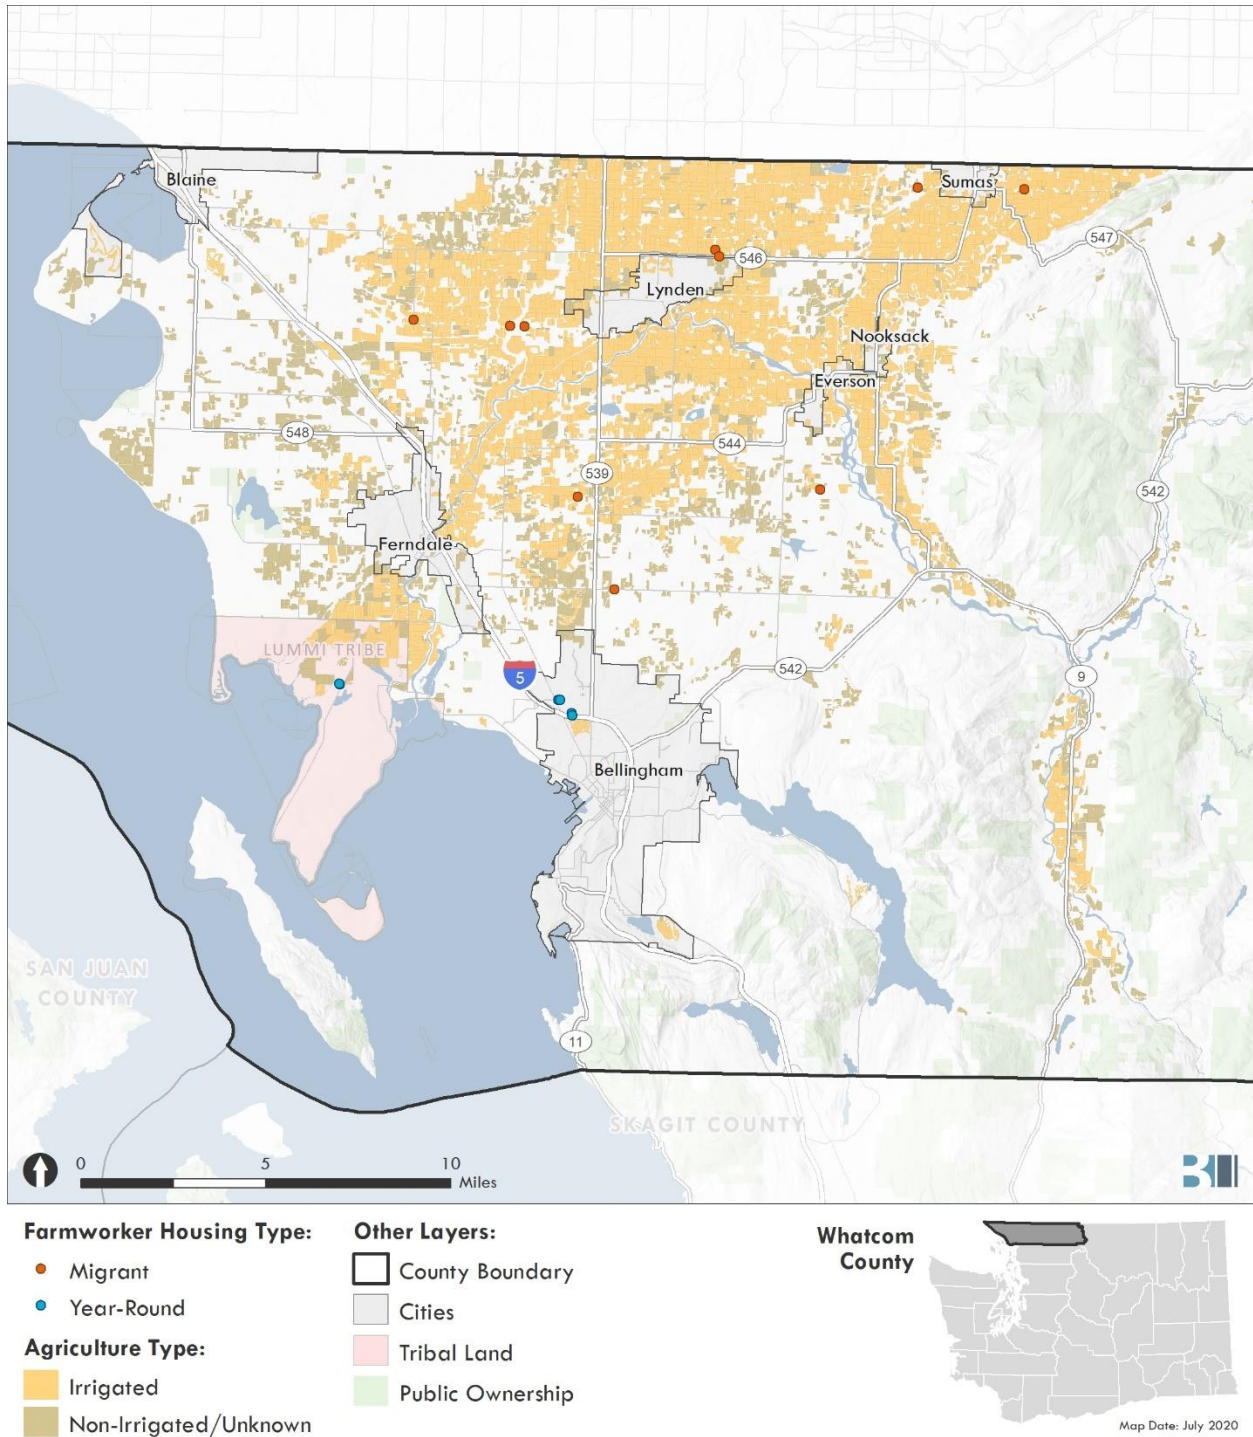 Blaine
Sumas
547
546
Lynden
Nooksack
Everson
548
544
539
542
Ferndale
LUMMI TRIBE
5
542
9
Bellingham
SAN JUAN
COUNTY
11
SKAGIT COUNTY
0 5 10
Miles
Farmworker Housing Type:
Migrant
Year-Round
Agriculture Type:
Irrigated
Non-Irrigated/Unknown
Other Layers:
County Boundary
Cities
Tribal Land
Public Ownership
Whatcom
County
Map Date: July 2020